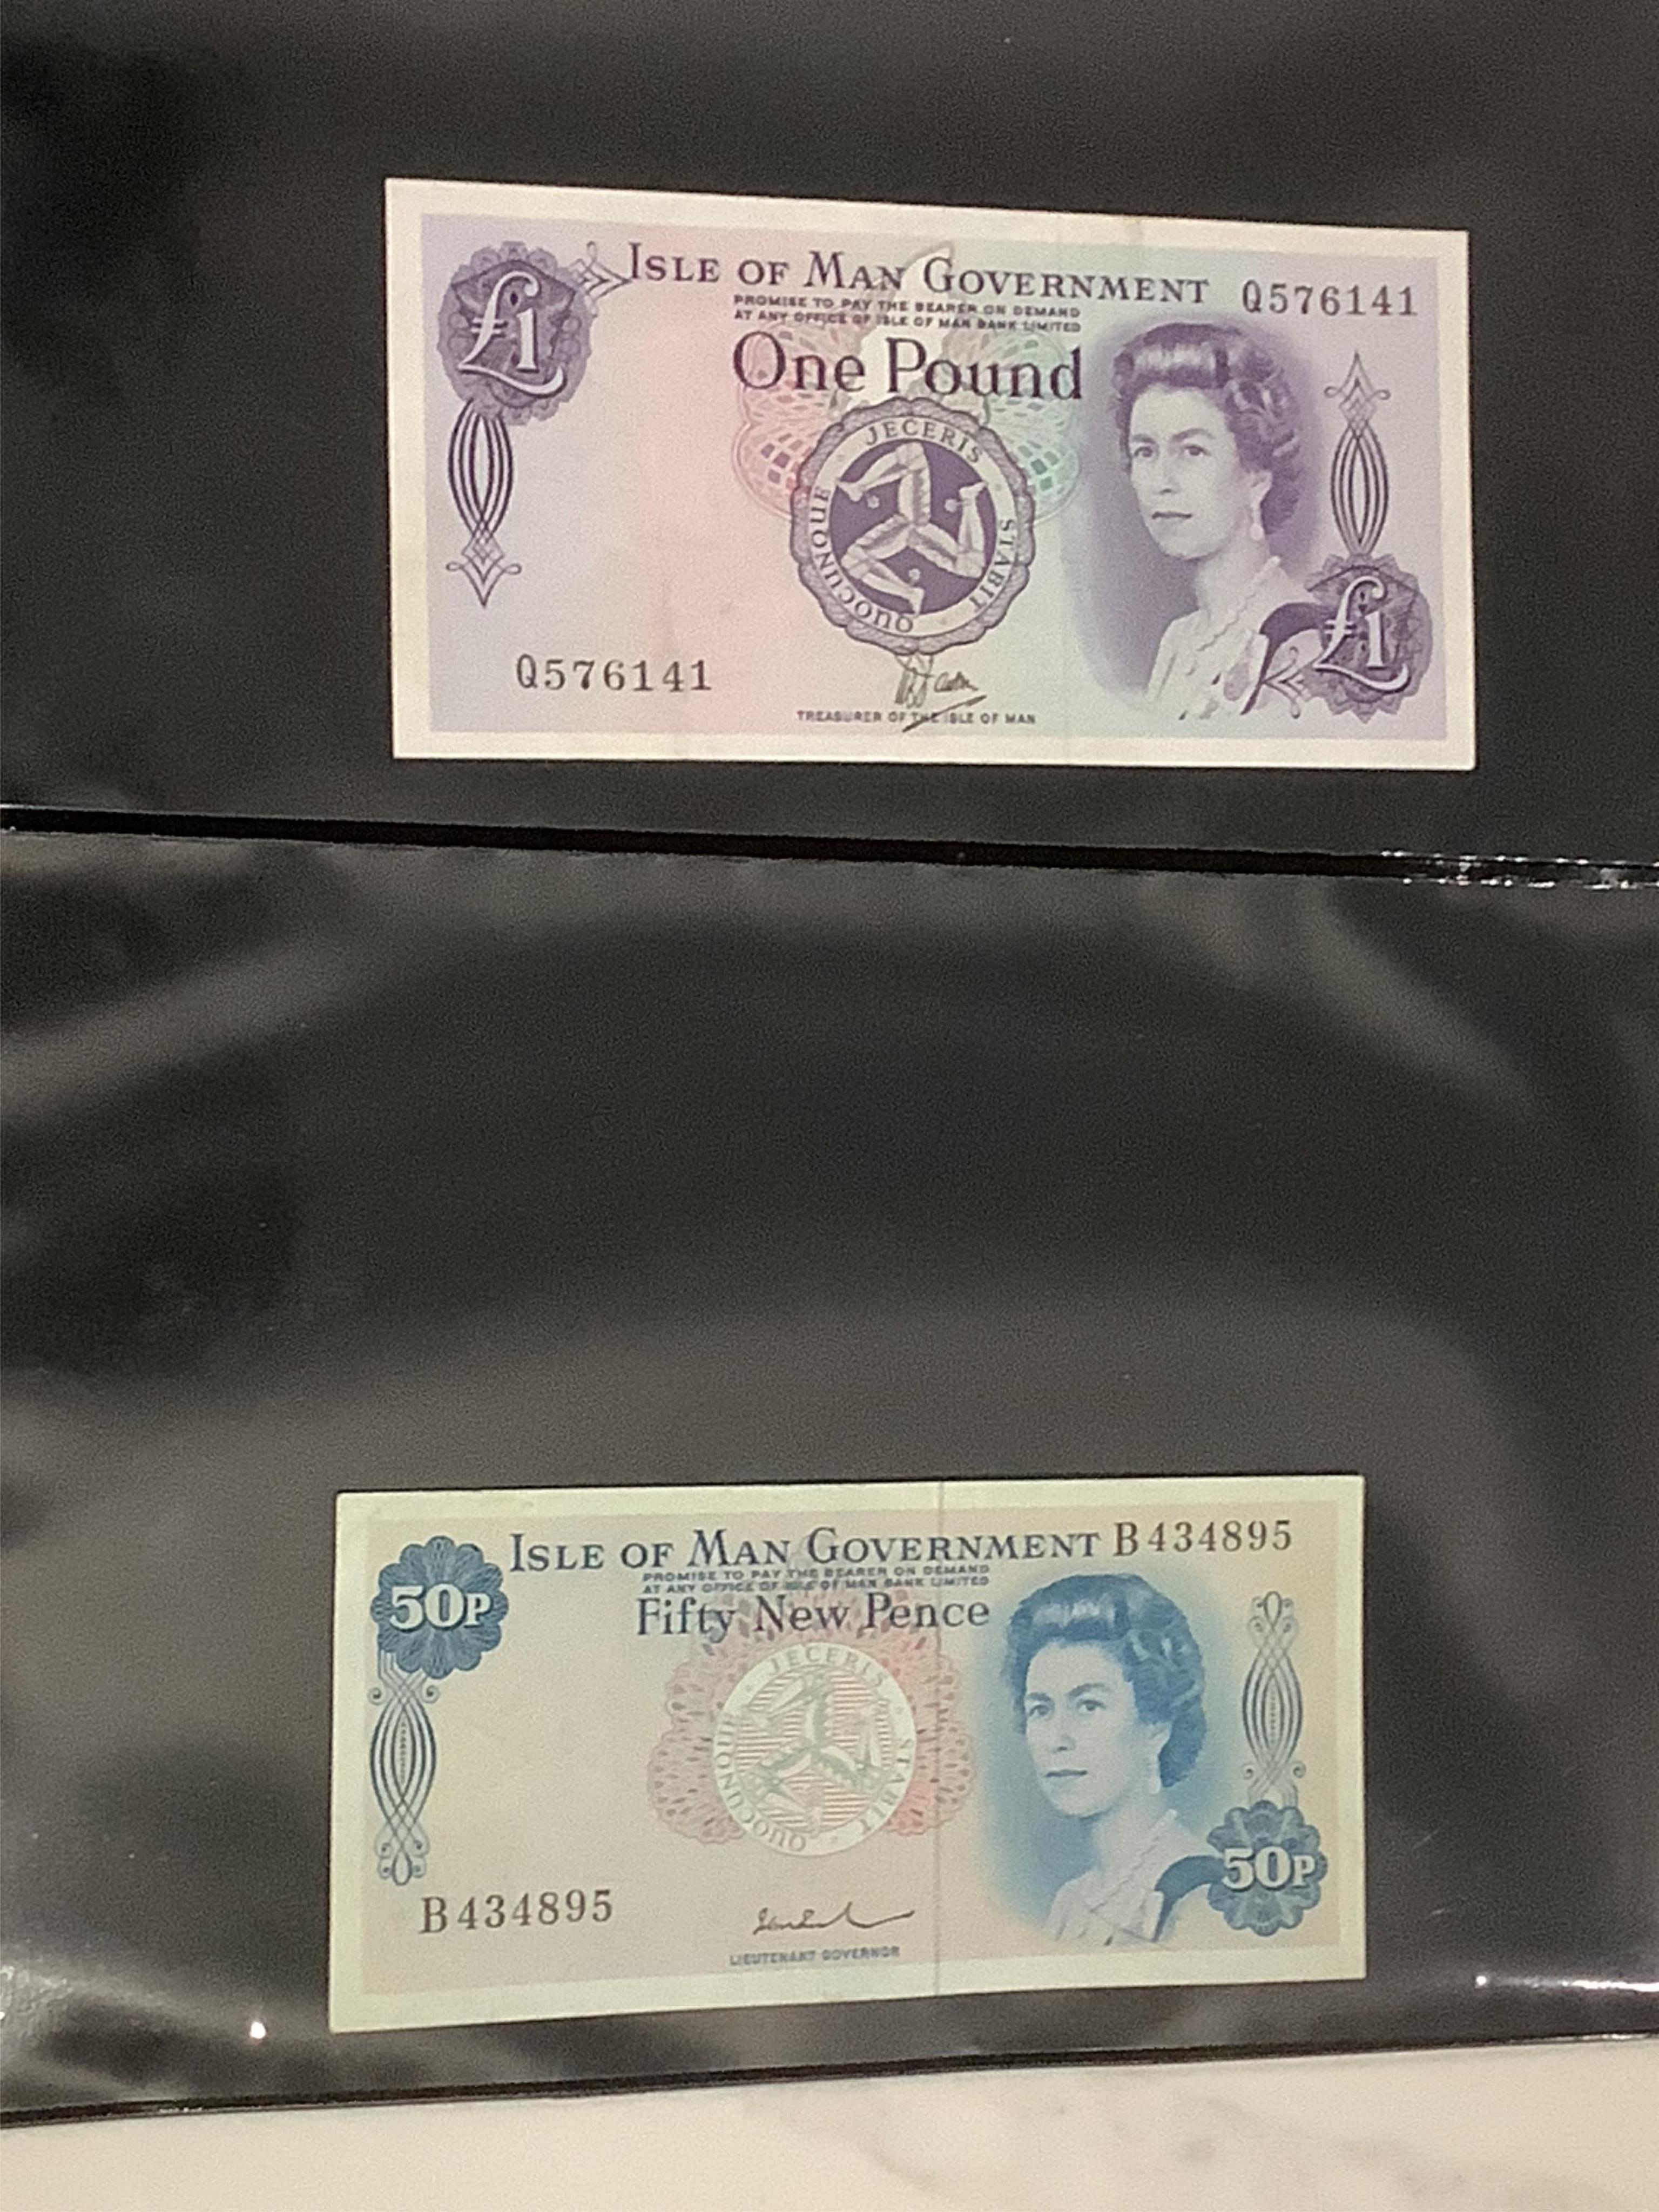 £1
ISLE OF MAN GOVERNMENT
Q576141
PROMISE TO PAY THE BEARER ON DEMAND
AT ANY OFFICE OF ISLE OF MAN BANK LIMITED
One Pound
QUOCUNQUE JECERIS STABIT
£1
Q576141
TREASURER OF THE ISLE OF MAN
50P
ISLE OF MAN GOVERNMENT
B434895
PROMISE TO PAY THE BEARER ON DEMAND
AT ANY OFFICE OF ISLE OF MAN BANK LIMITED
Fifty New Pence
QUOCUNQUE JECERIS STABIT
50P
B434895
LIEUTENANT GOVERNOR